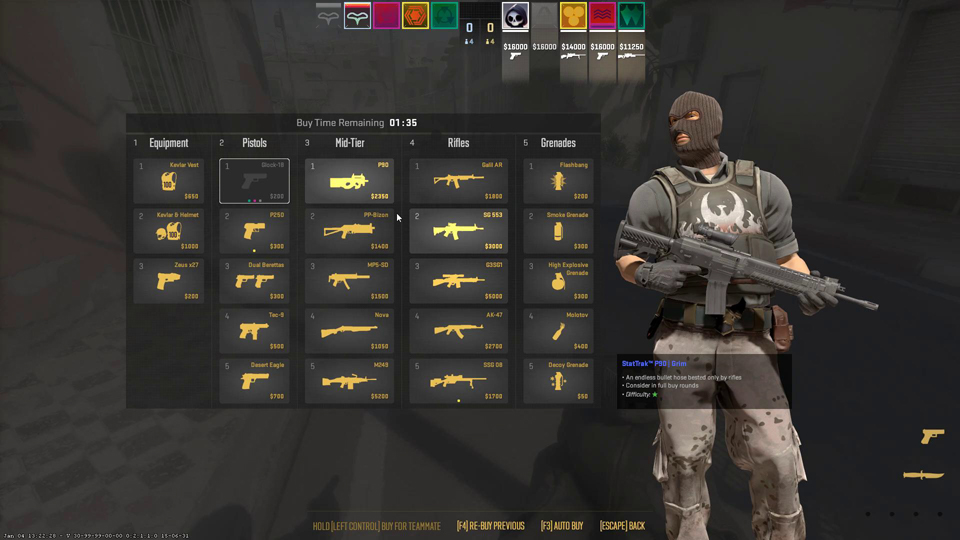 0 0
4 4
$16000 $16000 $14000 $16000 $11250
Buy Time Remaining 01:35
1 Equipment
2 Pistols
3 Mid-Tier
4 Rifles
5 Grenades
1 Kevlar Vest
100
$650
2 Kevlar & Helmet
100
$1000
3 Zeus x27
$200
1 Glock-18
$200
2 P250
$300
3 Dual Berettas
$300
4 Tec-9
$500
5 Desert Eagle
$700
1 P90
$2350
2 PP-Bizon
$1400
3 MP5-SD
$1500
4 Nova
$1050
5 M249
$5200
1 Galil AR
$1800
2 SG 553
$3000
3 G3SG1
$5000
4 AK-47
$2700
5 SSG 08
$1700
1 Flashbang
$200
2 Smoke Grenade
$300
3 High Explosive
Grenade
$300
4 Molotov
$400
5 Decoy Grenade
$50
StatTrak™ P90 | Grim
• An endless bullet hose bested only by rifles
• Consider in full buy rounds
• Difficulty: ★
HOLD [LEFT CONTROL] BUY FOR TEAMMATE
[F4] RE-BUY PREVIOUS
[F3] AUTO BUY
[ESCAPE] BACK